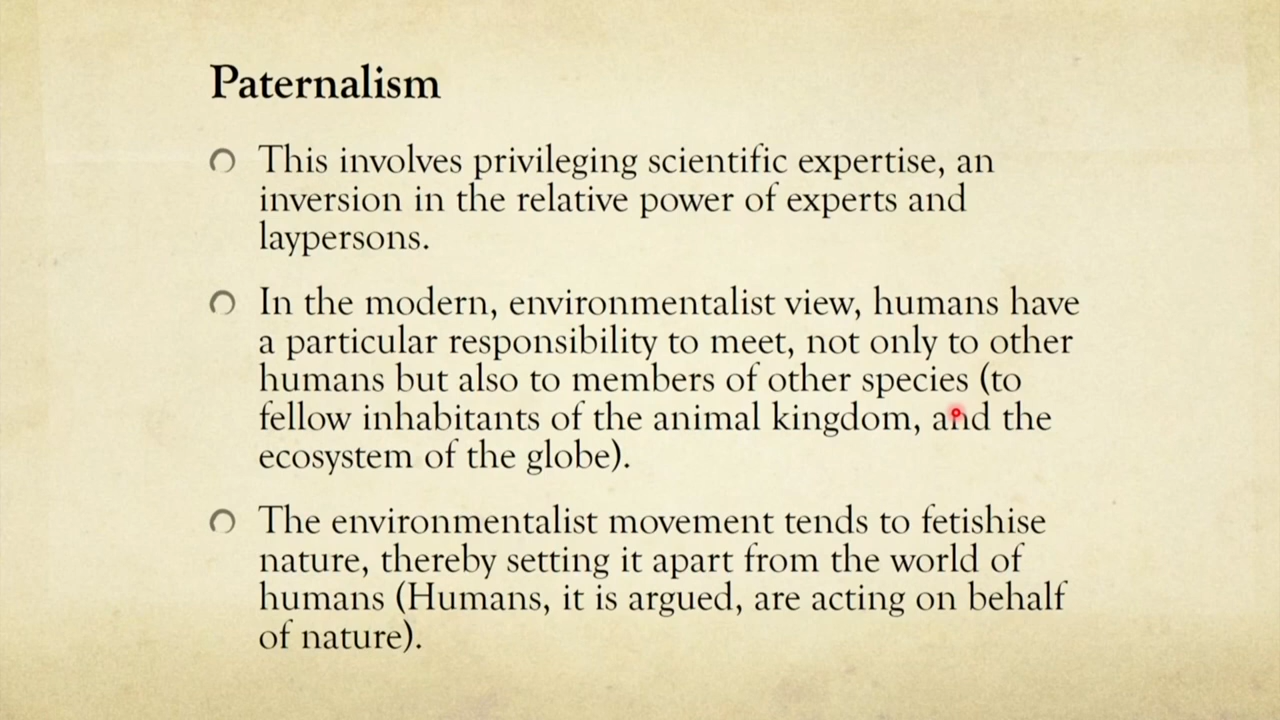 Paternalism
This involves privileging scientific expertise, an
inversion in the relative power of experts and
laypersons.
In the modern, environmentalist view, humans have
a particular responsibility to meet, not only to other
humans but also to members of other species (to
fellow inhabitants of the animal kingdom, and the
ecosystem of the globe).
The environmentalist movement tends to fetishise
nature, thereby setting it apart from the world of
humans (Humans, it is argued, are acting on behalf
of nature).